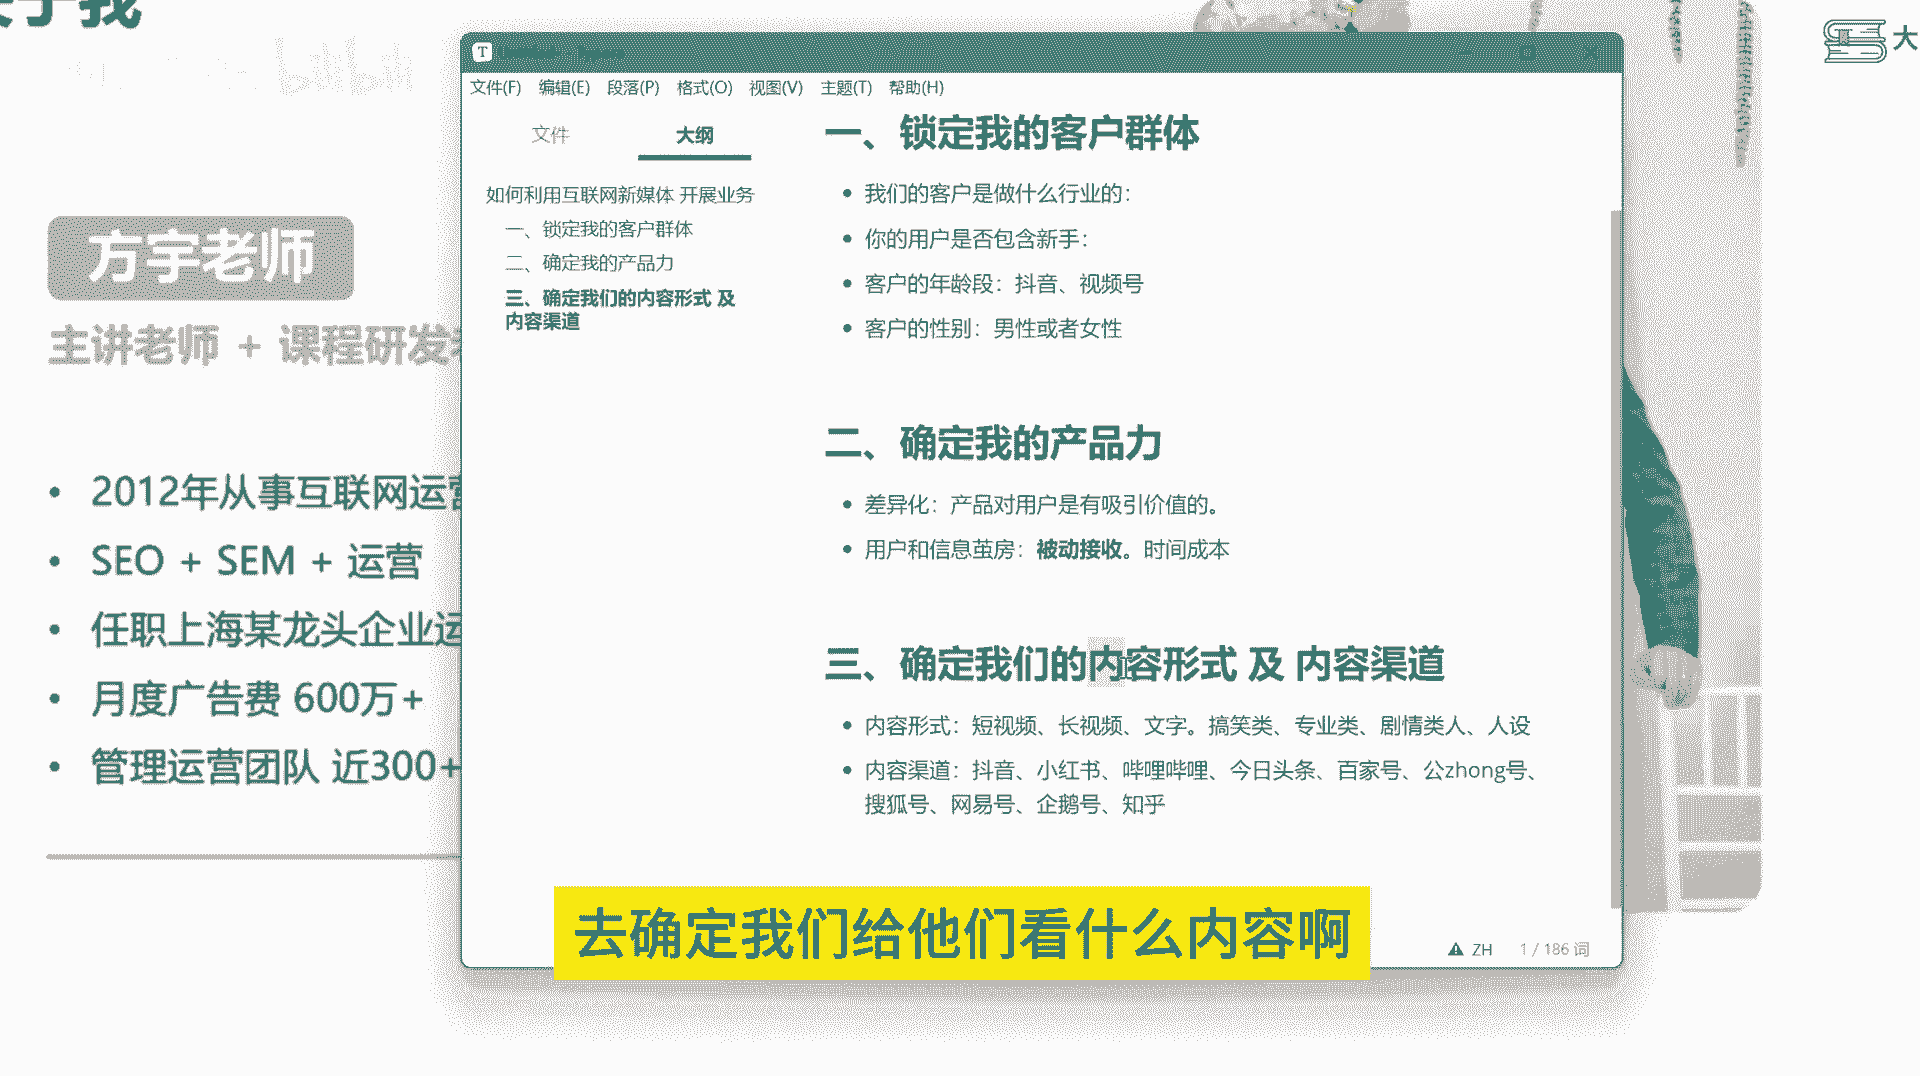 关于我
bilibili
大
方宇老师
主讲老师 + 课程研发
2012年从事互联网运营
SEO + SEM + 运营
任职上海某龙头企业运
月度广告费 600万+
管理运营团队 近300+
T
文件(F) 编辑(E) 段落(P) 格式(O) 视图(V) 主题(T) 帮助(H)
文件 大纲
如何利用互联网新媒体 开展业务
一、锁定我的客户群体
二、确定我的产品力
三、确定我们的内容形式 及
内容渠道
一、锁定我的客户群体
我们的客户是做什么行业的：
你的用户是否包含新手：
客户的年龄段：抖音、视频号
客户的性别：男性或者女性
二、确定我的产品力
差异化：产品对用户是有吸引价值的。
用户和信息茧房：被动接收。时间成本
三、确定我们的内容形式 及 内容渠道
内容形式：短视频、长视频、文字。搞笑类、专业类、剧情类人、人设
内容渠道：抖音、小红书、哔哩哔哩、今日头条、百家号、公zhong号、
搜狐号、网易号、企鹅号、知乎
ZH 1 / 186 词
去确定我们给他们看什么内容啊